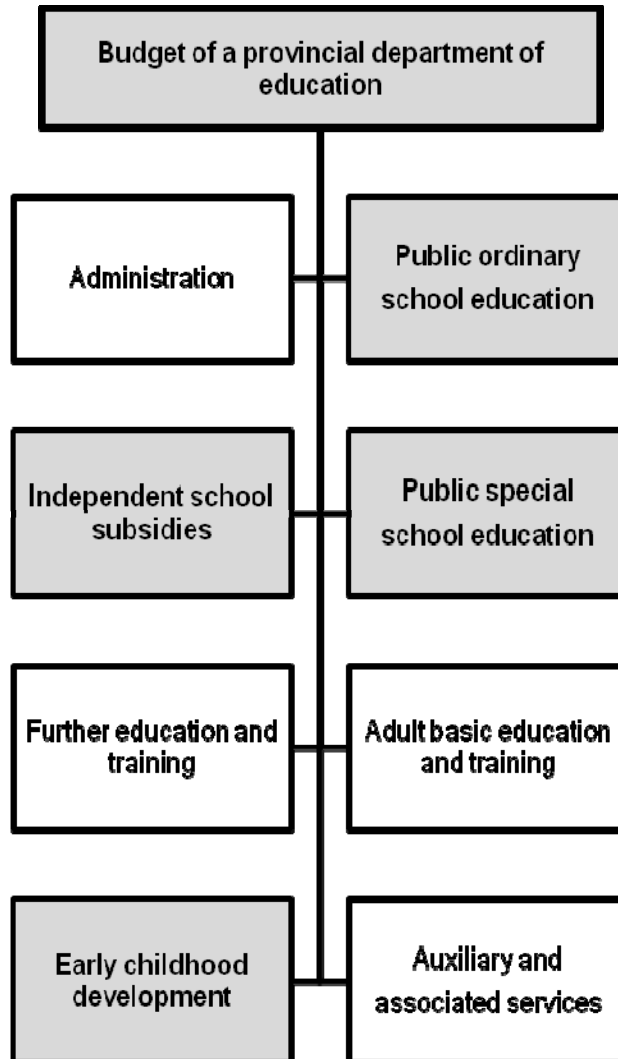 Budget of a provincial department of
education
Administration
Public ordinary
school education
Independent school
subsidies
Public special
school education
Further education and
training
Adult basic education
and training
Early childhood
development
Auxiliary and
associated services